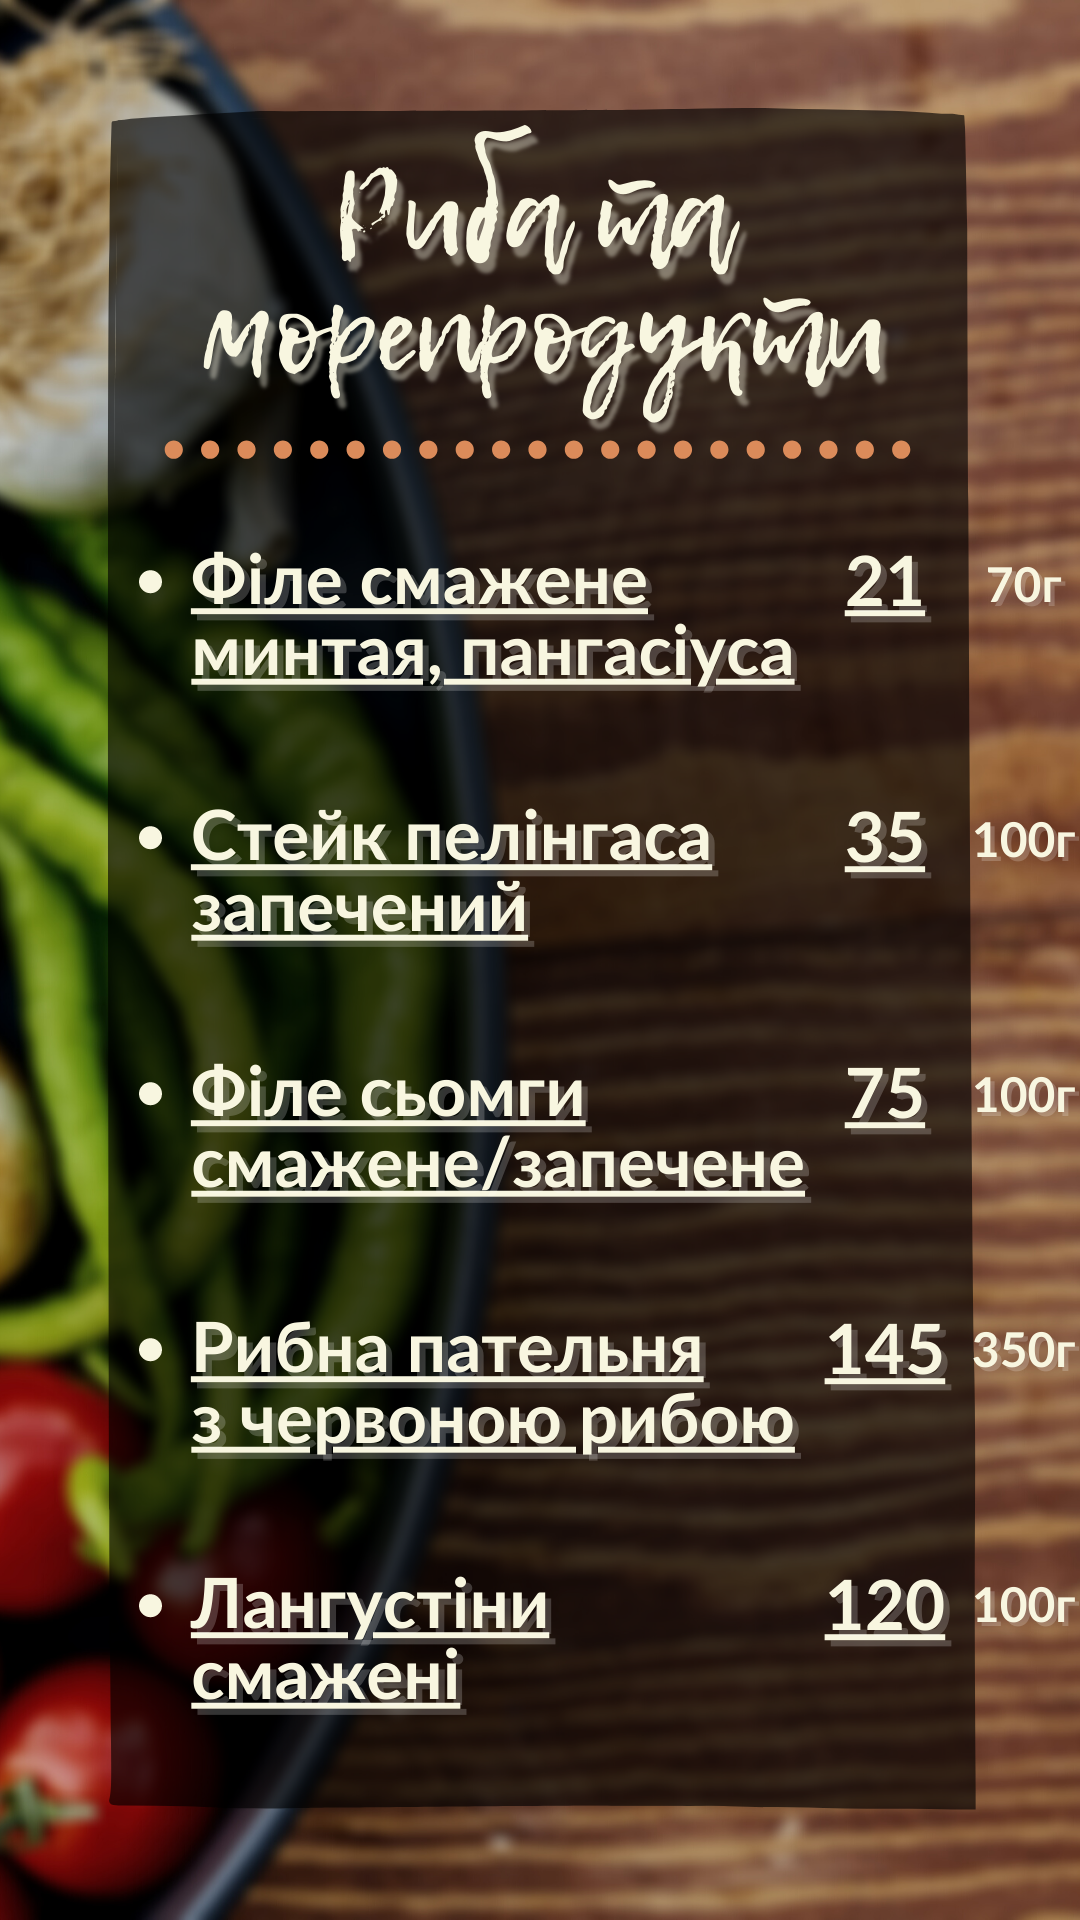 Риба та
морепродукти
• Філе смажене 21 70г
минтая, пангасіуса
• Стейк пелінгаса 35 100г
запечений
• Філе сьомги 75 100г
смажене/запечене
• Рибна пательня 145 350г
з червоною рибою
• Лангустіни 120 100г
смажені